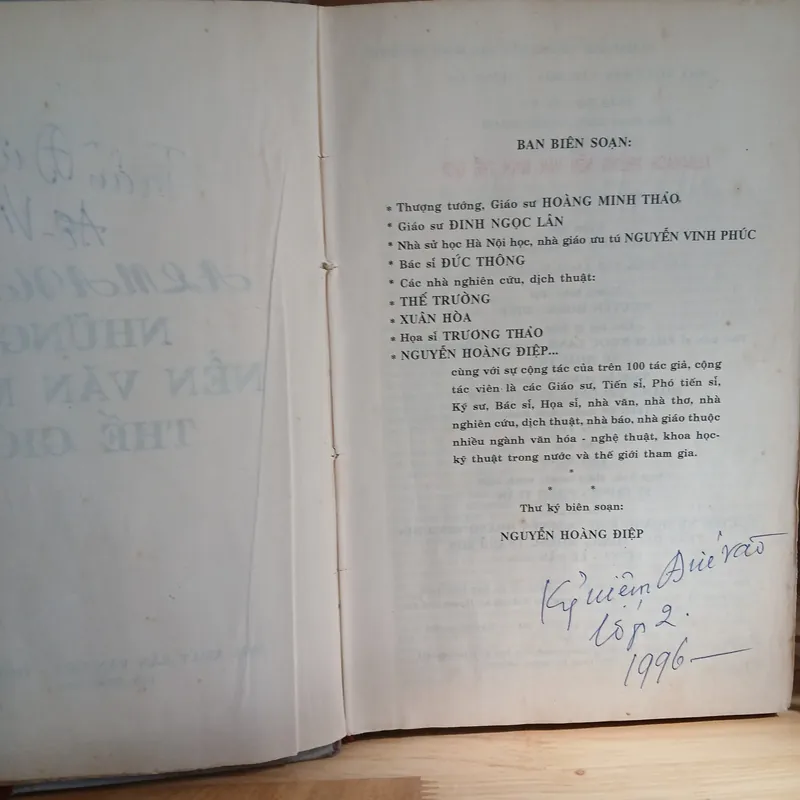 BAN BIÊN SOẠN:
* Thượng tướng, Giáo sư HOÀNG MINH THẢO,
* Giáo sư ĐINH NGỌC LÂN
* Nhà sử học Hà Nội học, nhà giáo ưu tú NGUYỄN VINH PHÚC
* Bác sĩ ĐỨC THÔNG
* Các nhà nghiên cứu, dịch thuật:
* THẾ TRƯỜNG
* XUÂN HÒA
* Họa sĩ TRƯƠNG THẢO
* NGUYỄN HOÀNG ĐIỆP...
cùng với sự cộng tác của trên 100 tác giả, cộng
tác viên là các Giáo sư, Tiến sĩ, Phó tiến sĩ,
Kỹ sư, Bác sĩ, Họa sĩ, nhà văn, nhà thơ, nhà
nghiên cứu, dịch thuật, nhà báo, nhà giáo thuộc
nhiều ngành văn hóa - nghệ thuật, khoa học-
kỹ thuật trong nước và thế giới tham gia.
*
* *
Thư ký biên soạn:
NGUYỄN HOÀNG ĐIỆP
Kỷ niệm Đức vào
lớp 2.
1996